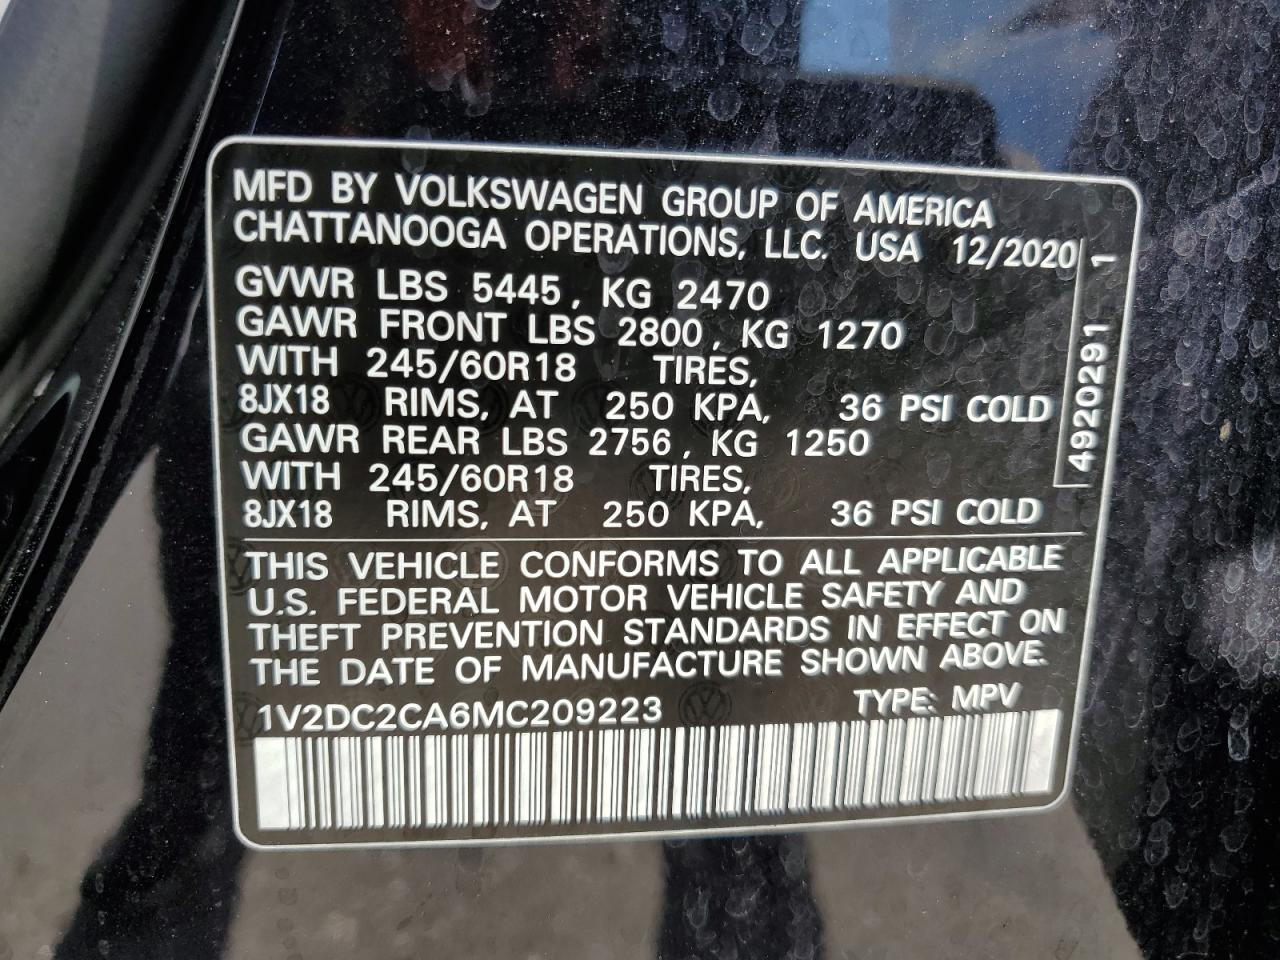 MFD BY VOLKSWAGEN GROUP OF AMERICA
CHATTANOOGA OPERATIONS, LLC. USA 12/2020
GVWR LBS 5445, KG 2470
GAWR FRONT LBS 2800, KG 1270
WITH 245/60R18 TIRES,
8JX18 RIMS, AT 250 KPA, 36 PSI COLD
GAWR REAR LBS 2756, KG 1250
WITH 245/60R18 TIRES,
8JX18 RIMS, AT 250 KPA, 36 PSI COLD
4920291 1
THIS VEHICLE CONFORMS TO ALL APPLICABLE
U.S. FEDERAL MOTOR VEHICLE SAFETY AND
THEFT PREVENTION STANDARDS IN EFFECT ON
THE DATE OF MANUFACTURE SHOWN ABOVE.
1V2DC2CA6MC209223 TYPE: MPV